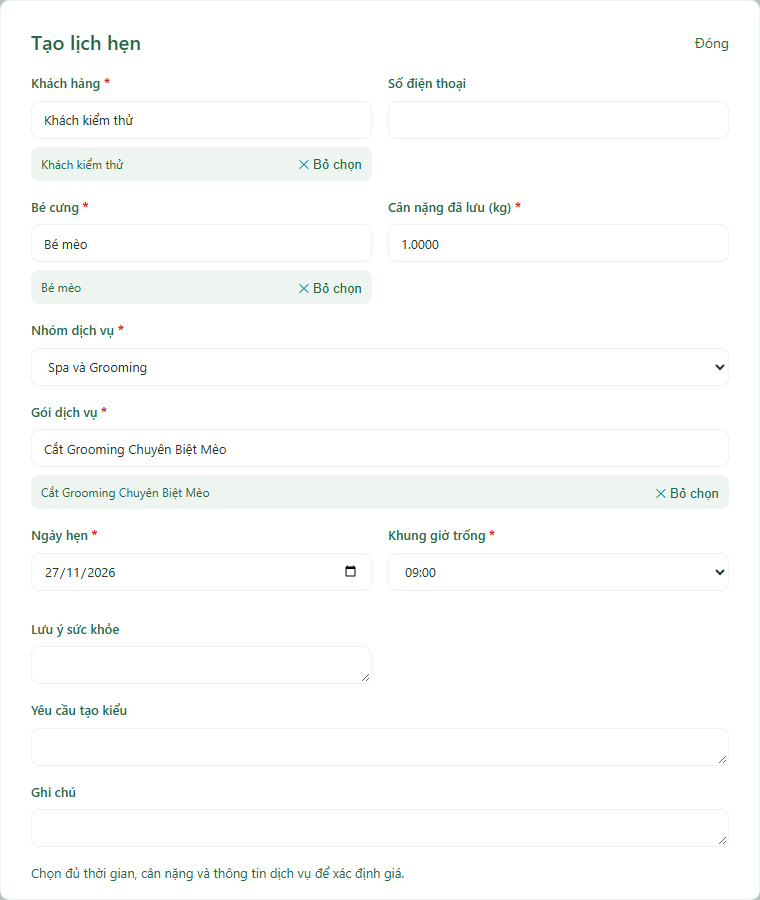 Tạo lịch hẹn Đóng
Khách hàng * Số điện thoại
Khách kiểm thử
Khách kiểm thử Bỏ chọn
Bé cưng * Cân nặng đã lưu (kg) *
Bé mèo 1.0000
Bé mèo Bỏ chọn
Nhóm dịch vụ *
Spa và Grooming
Gói dịch vụ *
Cắt Grooming Chuyên Biệt Mèo
Cắt Grooming Chuyên Biệt Mèo Bỏ chọn
Ngày hẹn * Khung giờ trống *
27/11/2026 09:00
Lưu ý sức khỏe
Yêu cầu tạo kiểu
Ghi chú
Chọn đủ thời gian, cân nặng và thông tin dịch vụ để xác định giá.